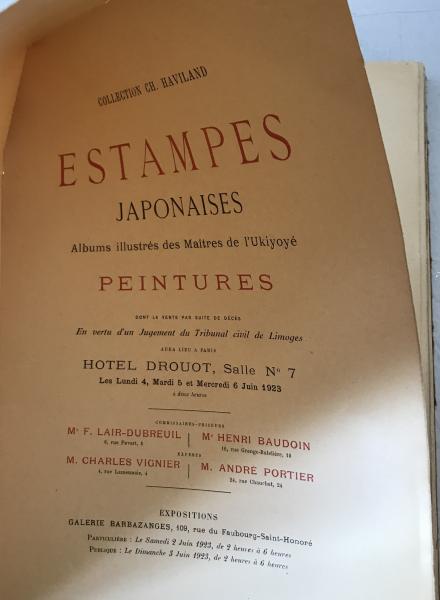 COLLECTION CH. HAVILAND
ESTAMPES
JAPONAISES
Albums illustrés des Maîtres de l'Ukiyoyé
PEINTURES
DONT LA VENTE PAR SUITE DE DÉCÈS
En vertu d'un Jugement du Tribunal civil de Limoges
AURA LIEU A PARIS
HOTEL DROUOT, Salle No 7
Les Lundi 4, Mardi 5 et Mercredi 6 Juin 1923
à deux heures
COMMISSAIRES-PRISEURS
Me F. LAIR-DUBREUIL
6, rue Favart, 6
Me HENRI BAUDOIN
10, rue Grange-Batelière, 10
EXPERTS
M. CHARLES VIGNIER
4, rue Lamennais, 4
M. ANDRÉ PORTIER
24, rue Chauchat, 24
EXPOSITIONS
GALERIE BARBAZANGES, 109, rue du Faubourg-Saint-Honoré
PARTICULIÈRE : Le Samedi 2 Juin 1923, de 2 heures à 6 heures
PUBLIQUE : Le Dimanche 3 Juin 1923, de 2 heures à 6 heures